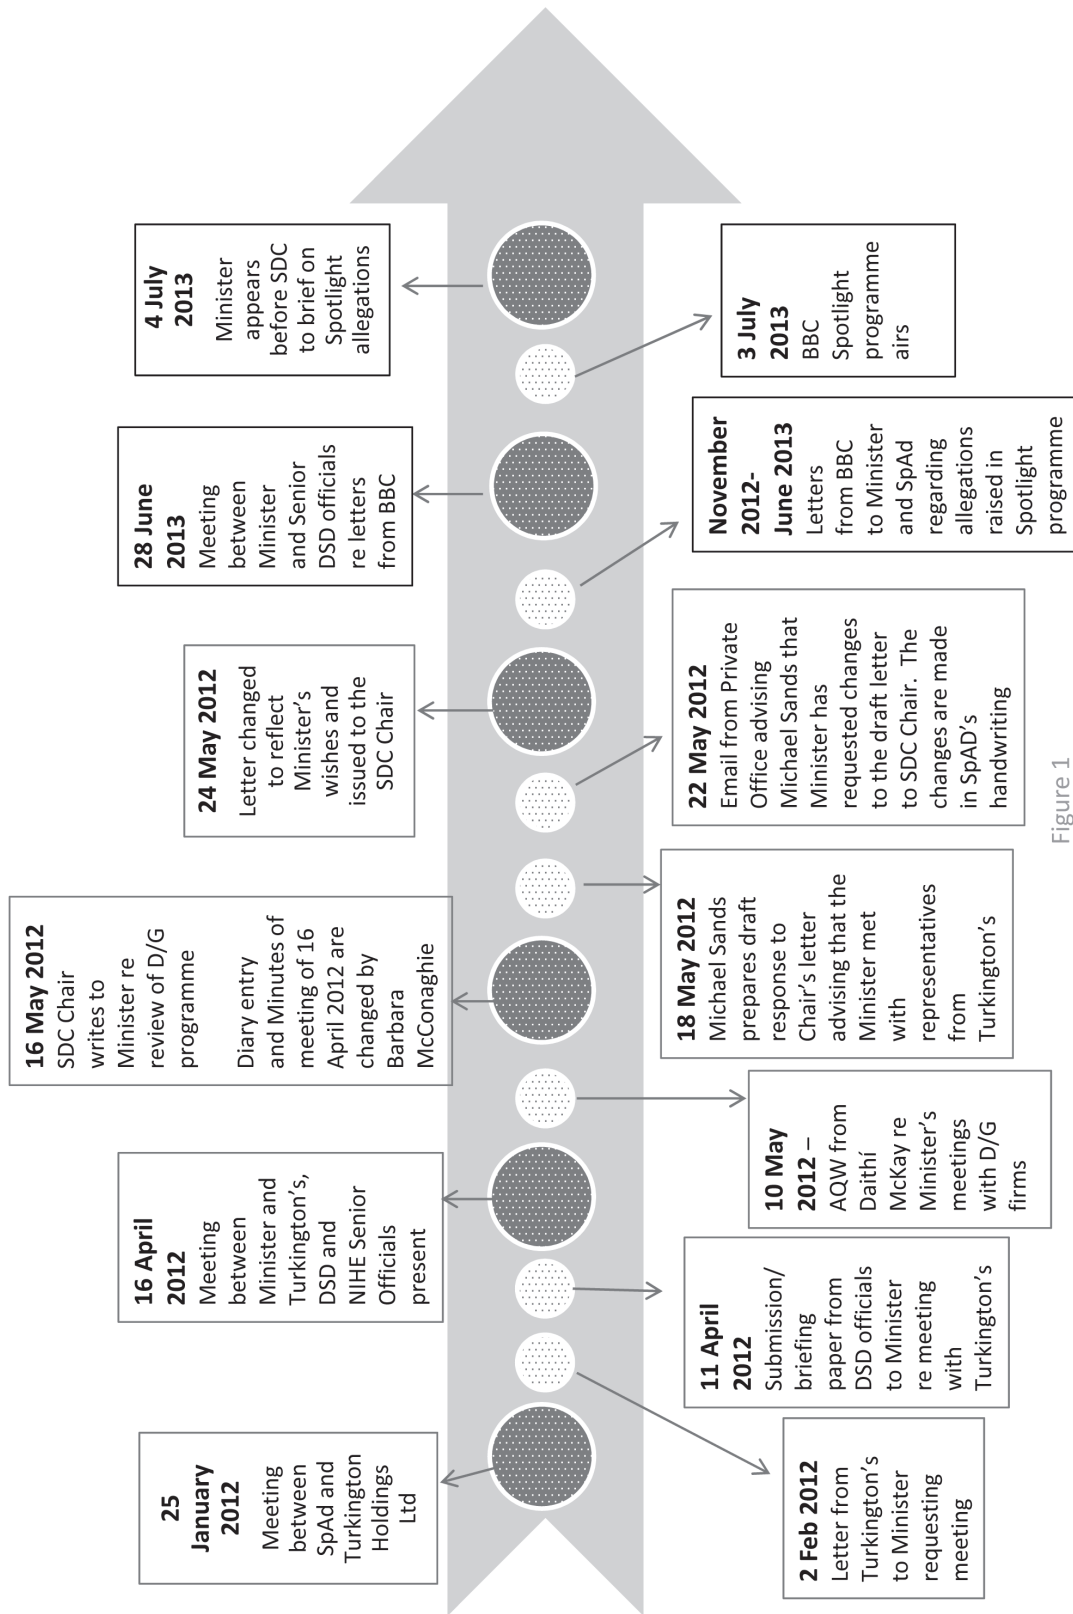 25
January
2012
Meeting
between
SpAd and
Turkington
Holdings
Ltd
2 Feb 2012
Letter from
Turkington's
to Minister
requesting
meeting
11 April
2012
Submission/
briefing
paper from
DSD officials
to Minister
re meeting
with
Turkington's
16 April
2012
Meeting
between
Minister and
Turkington's,
DSD and
NIHE Senior
Officials
present
10 May
2012 –
AQW from
Daithí
McKay re
Minister's
meetings
with D/G
firms
16 May 2012
SDC Chair
writes to
Minister re
review of D/G
programme
Diary entry
and Minutes of
meeting of 16
April 2012 are
changed by
Barbara
McConaghie
18 May 2012
Michael Sands
prepares draft
response to
Chair's letter
advising that the
Minister met
with
representatives
from
Turkington's
22 May 2012
Email from Private
Office advising
Michael Sands that
Minister has
requested changes
to the draft letter
to SDC Chair.  The
changes are made
in SpAD's
handwriting
24 May 2012
Letter changed
to reflect
Minister's
wishes and
issued to the
SDC Chair
November
2012-
June 2013
Letters
from BBC
to Minister
and SpAd
regarding
allegations
raised in
Spotlight
programme
28 June
2013
Meeting
between
Minister
and Senior
DSD officials
re letters
from BBC
3 July
2013
BBC
Spotlight
programme
airs
4 July
2013
Minister
appears
before SDC
to brief on
Spotlight
allegations
Figure 1